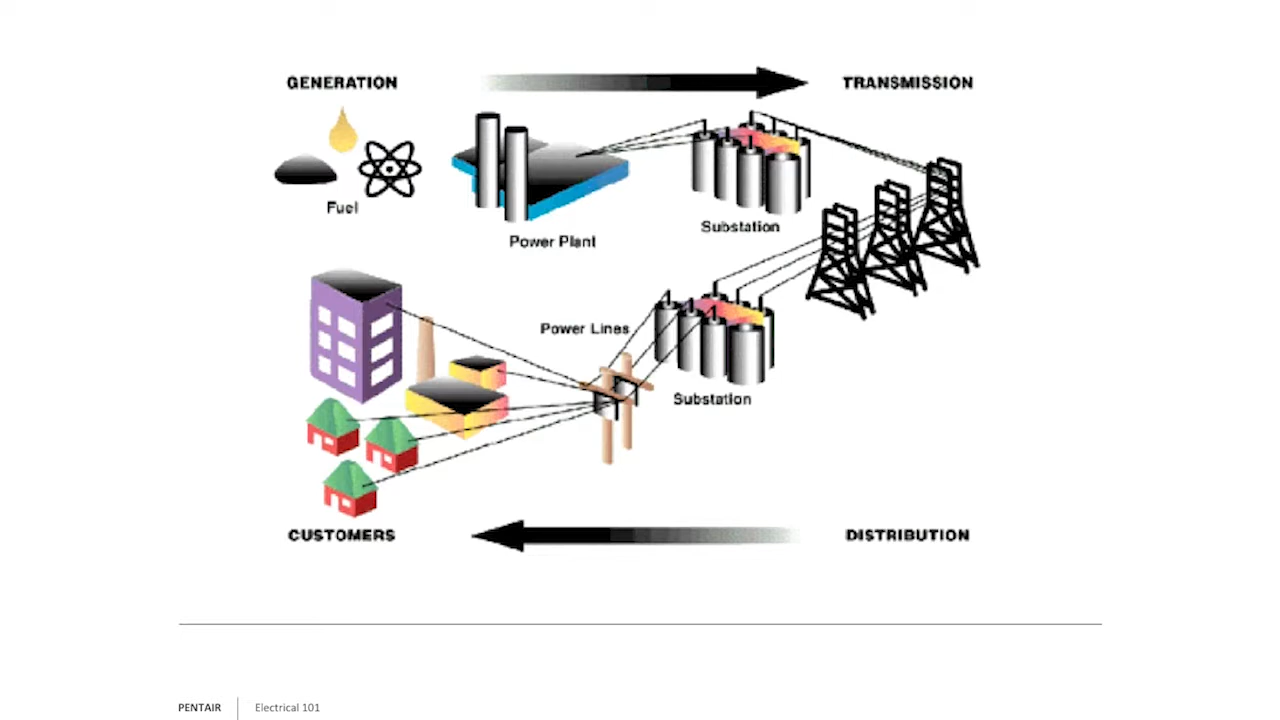 GENERATION
TRANSMISSION
Fuel
Power Plant
Substation
Power Lines
Substation
CUSTOMERS
DISTRIBUTION
PENTAIR
Electrical 101